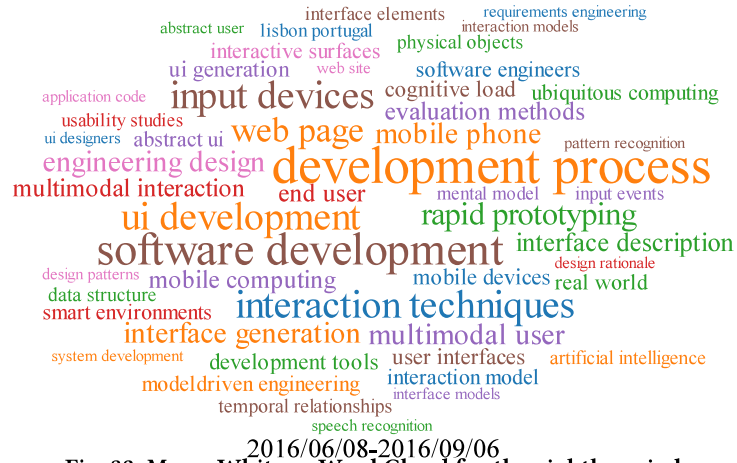 interface elements
requirements engineering
abstract user
lisbon portugal
interaction models
interactive surfaces
physical objects
ui generation
web site
software engineers
application code
input devices
cognitive load
ubiquitous computing
usability studies
evaluation methods
ui designers
abstract ui
web page
mobile phone
pattern recognition
engineering design
development process
multimodal interaction
end user
mental model
input events
ui development
rapid prototyping
software development
interface description
design patterns
mobile computing
mobile devices
design rationale
real world
data structure
smart environments
interaction techniques
interface generation
multimodal user
system development
development tools
user interfaces
artificial intelligence
modeldriven engineering
interaction model
interface models
temporal relationships
speech recognition
2016/06/08-2016/09/06